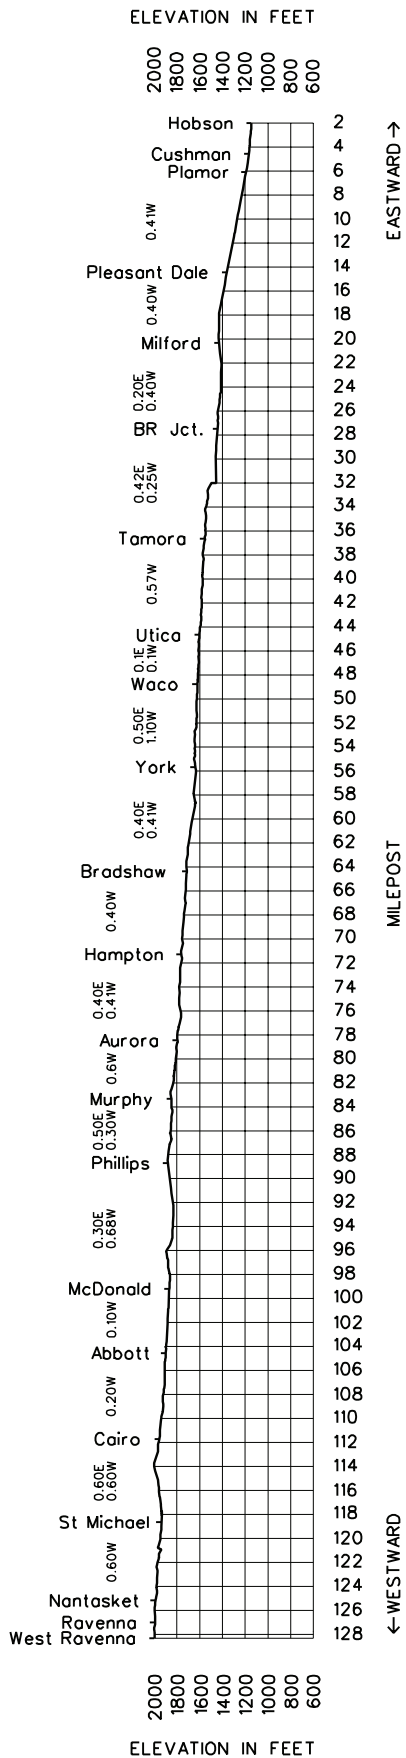 ELEVATION IN FEET
2000 1800 1600 1400 1200 1000 800 600
Hobson
Cushman
Plamor
0.41W
Pleasant Dale
0.40W
Milford
0.20E
0.40W
BR Jct.
0.42E
0.25W
Tamora
0.57W
Utica
0.1E
0.1W
Waco
0.50E
1.10W
York
0.40E
0.41W
Bradshaw
0.40W
Hampton
0.40E
0.41W
Aurora
0.6W
Murphy
0.50E
0.30W
Phillips
0.30E
0.68W
McDonald
0.10W
Abbott
0.20W
Cairo
0.60E
0.60W
St Michael
0.60W
Nantasket
Ravenna
West Ravenna
2
4
6
8
10
12
14
16
18
20
22
24
26
28
30
32
34
36
38
40
42
44
46
48
50
52
54
56
58
60
62
64
66
68
70
72
74
76
78
80
82
84
86
88
90
92
94
96
98
100
102
104
106
108
110
112
114
116
118
120
122
124
126
128
EASTWARD→
MILEPOST
←WESTWARD
2000 1800 1600 1400 1200 1000 800 600
ELEVATION IN FEET